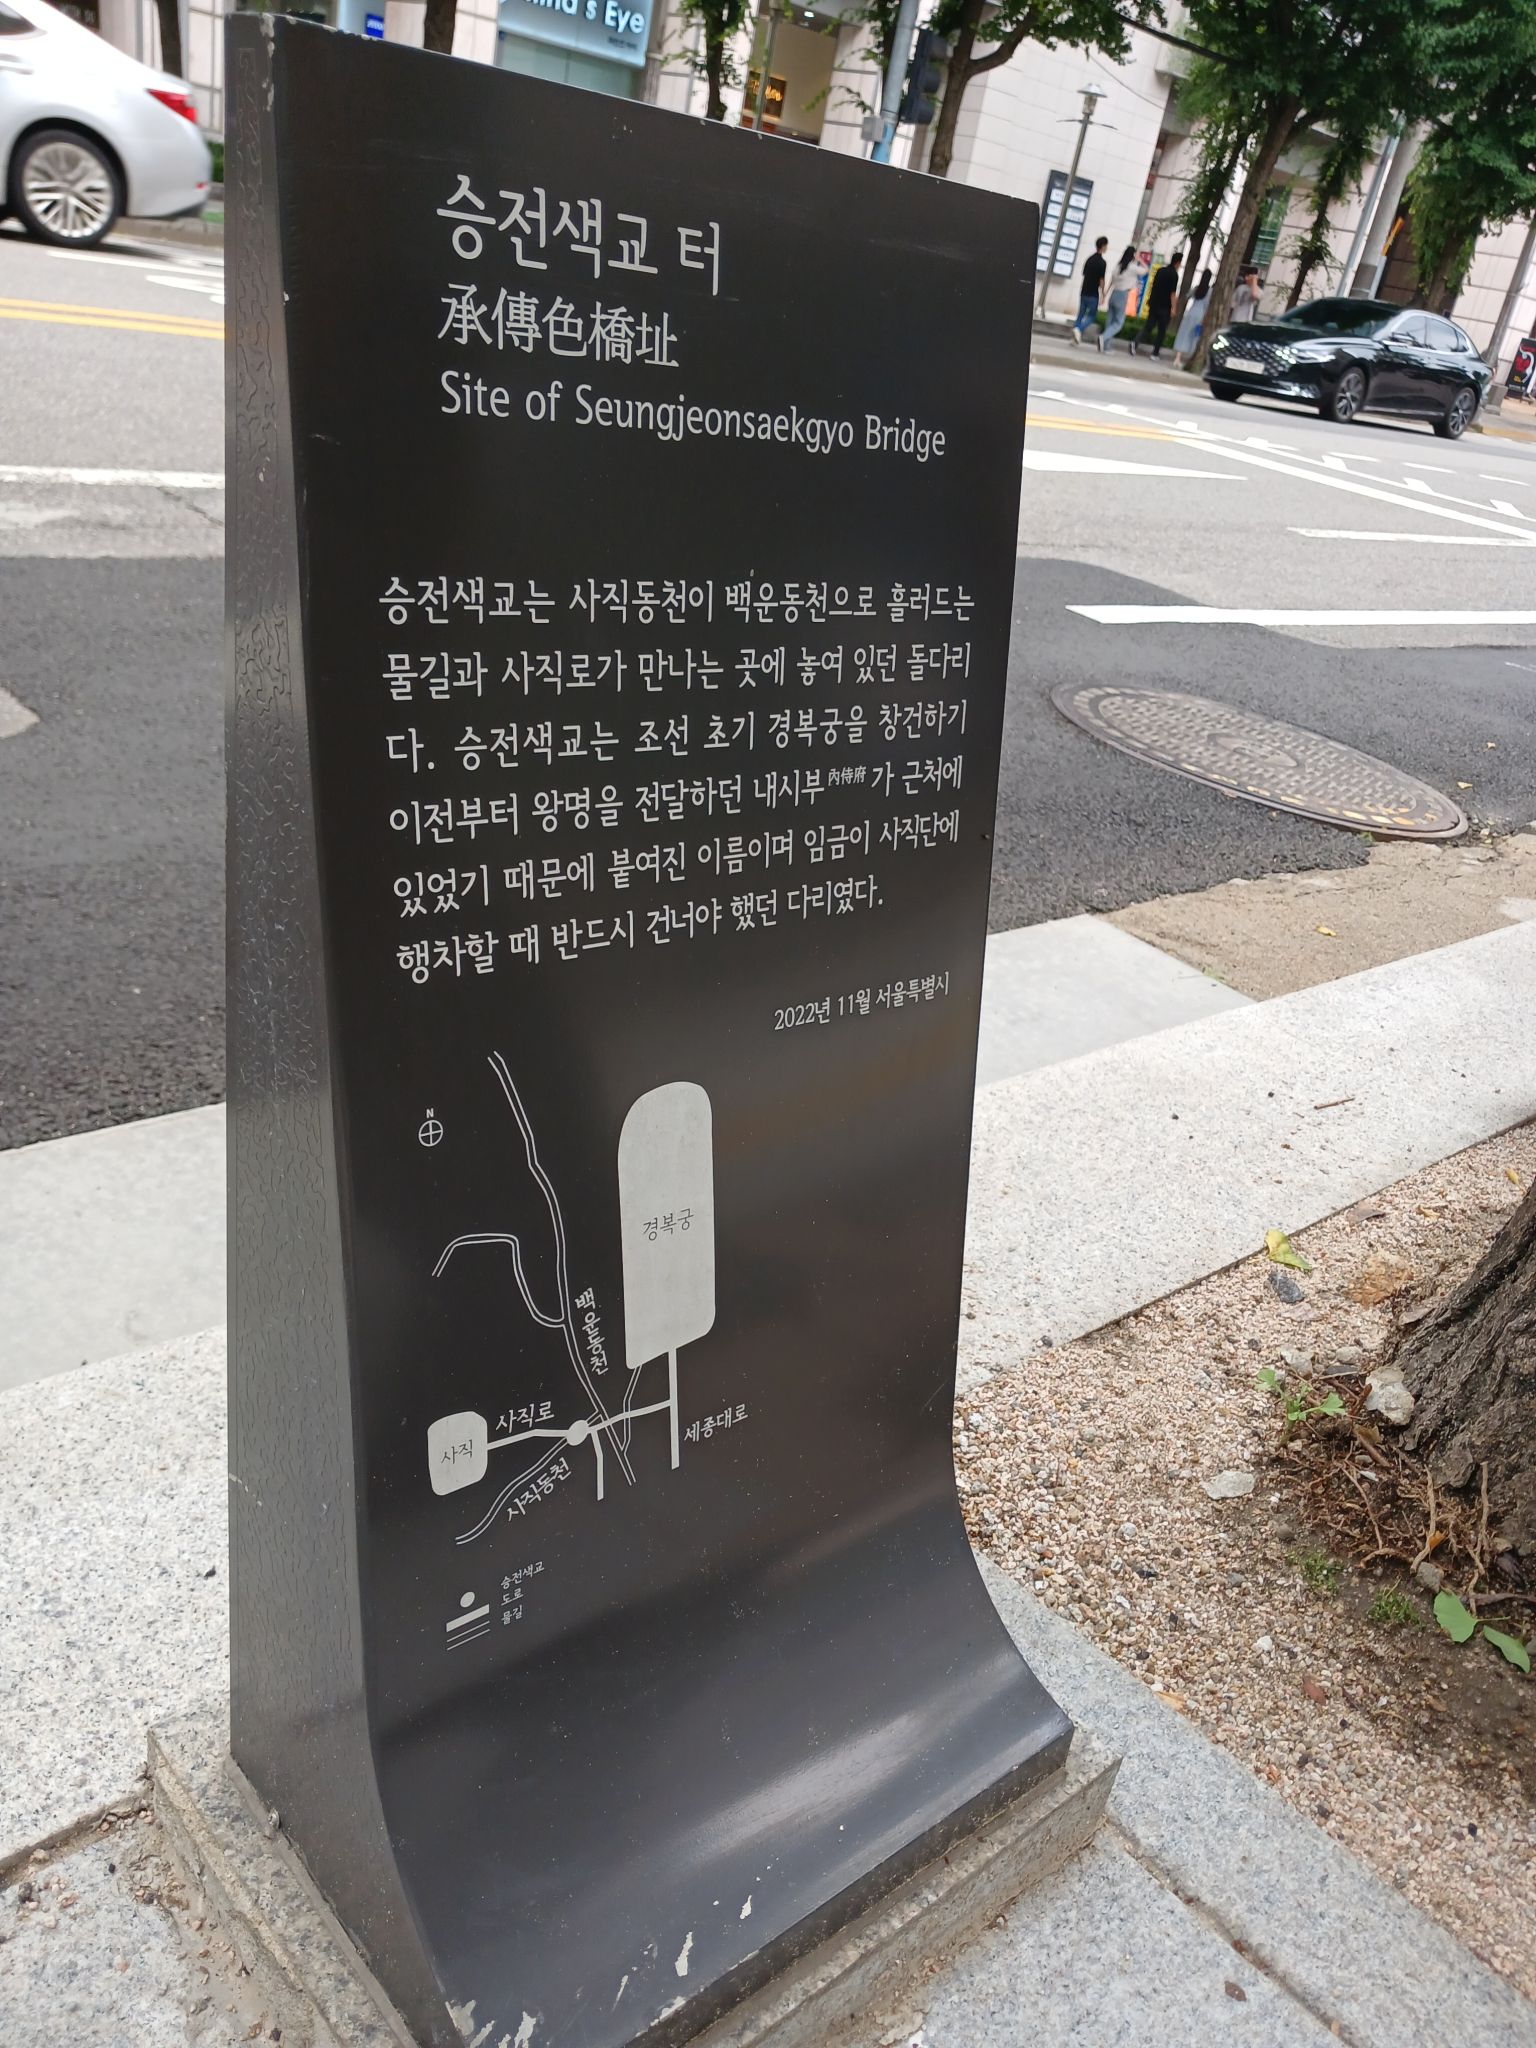 's Eye
승전색교 터
承傳色橋址
Site of Seungjeonsaekgyo Bridge
승전색교는 사직동천이 백운동천으로 흘러드는
물길과 사직로가 만나는 곳에 놓여 있던 돌다리
다. 승전색교는 조선 초기 경복궁을 창건하기
이전부터 왕명을 전달하던 내시부內侍府가 근처에
있었기 때문에 붙여진 이름이며 임금이 사직단에
행차할 때 반드시 건너야 했던 다리였다.
2022년 11월 서울특별시
N
경복궁
백운동천
사직로
사직
세종대로
사직동천
승전색교
도로
물길